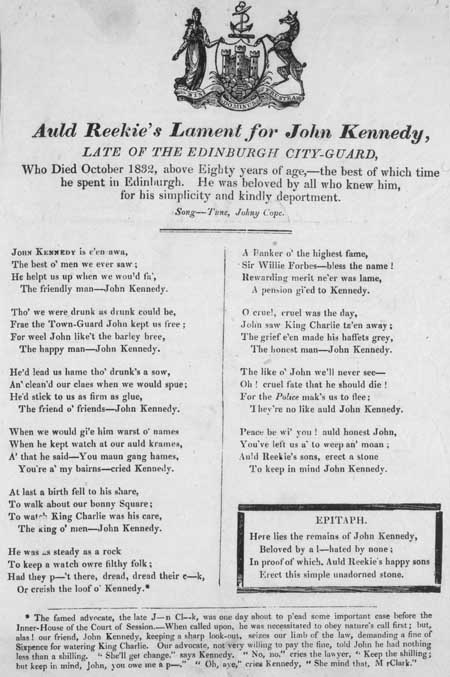 NISI DOMINUS FRUSTRA
Auld Reekie's Lament for John Kennedy,
LATE OF THE EDINBURGH CITY-GUARD,
Who Died October 1832, above Eighty years of age,—the best of which time
he spent in Edinburgh. He was beloved by all who knew him,
for his simplicity and kindly deportment.
Song—Tune, Johny Cope.
JOHN KENNEDY is e'en awa,
The best o' men we ever saw;
He helpt us up when we wou'd fa',
The friendly man—John Kennedy.
Tho' we were drunk as drunk could be,
Frae the Town-Guard John kept us free;
For weel John like't the barley bree,
The happy man—John Kennedy.
He'd lead us hame tho' drunk's a sow,
An' clean'd our claes when we would spue;
He'd stick to us as firm as glue,
The friend o' friends—John Kennedy.
When we would gi'e him warst o' names
When he kept watch at our auld krames,
A' that he said—You maun gang hames,
You're a' my bairns—cried Kennedy.
At last a birth fell to his share,
To walk about our bonny Square;
To watch King Charlie was his care,
The king o' men—John Kennedy.
He was as steady as a rock
To keep a watch owre filthy folk;
Had they p—'t there, dread, dread their c—k,
Or creish the loof o' Kennedy.*
A Banker o' the highest fame,
Sir Willie Forbes—bless the name!
Rewarding merit ne'er was lame,
A pension gi'ed to Kennedy.
O cruel, cruel was the day,
John saw King Charlie ta'en away;
The grief e'en made his haffets grey,
The honest man—John Kennedy.
The like o' John we'll never see—
Oh! cruel fate that he should die!
For the Police mak's us to flee;
They're no like auld John Kennedy.
Peace be wi' you! auld honest John,
You've left us a' to weep an' moan;
Auld Reekie's sons, erect a stone
To keep in mind John Kennedy.
EPITAPH.
Here lies the remains of John Kennedy,
Beloved by a l—hated by none;
In proof of which, Auld Reekie's happy sons
Erect this simple unadorned stone.
* The famed advocate, the late J—n Cl—k, was one day about to plead some important case before the
Inner-House of the Court of Session.—When called upon, he was necessitated to obey nature's call first; but,
alas! our friend, John Kennedy, keeping a sharp look-out, seizes our limb of the law, demanding a fine of
Sixpence for watering King Charlie. Our advocate, not very willing to pay the fine, told John he had nothing
less than a shilling. "She'll get change," says Kennedy. "No, no," cries the lawyer, "Keep the shilling;
but keep in mind, John, you owe me a p—." "Oh, aye," cries Kennedy, "She mind that, M rClark."